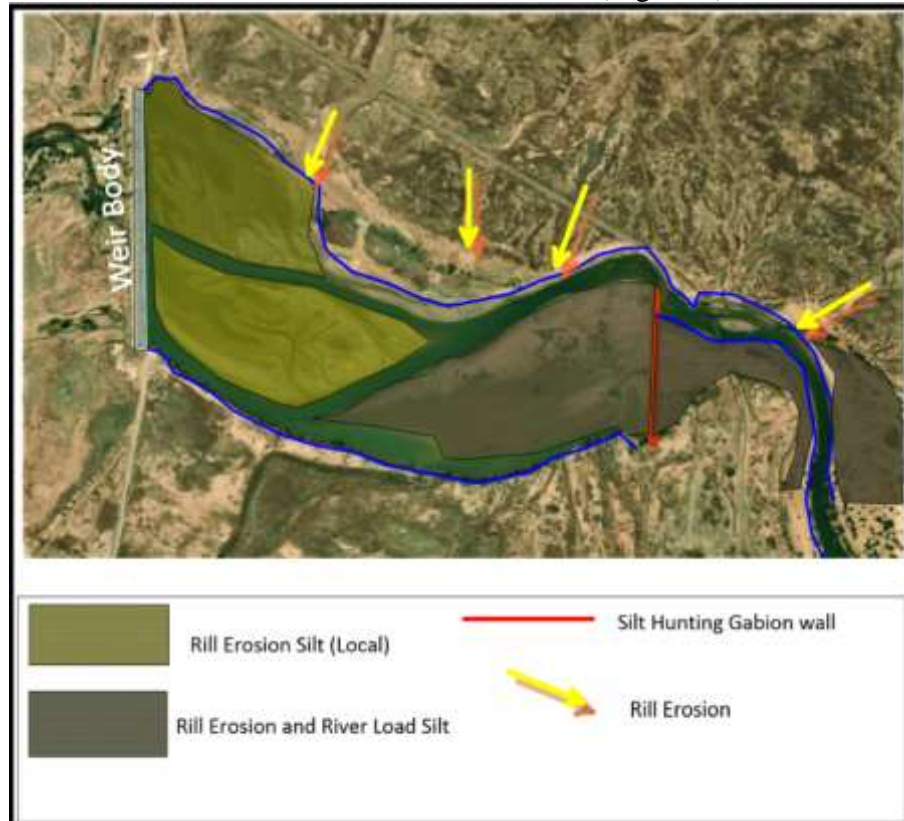 Weir Body
Rill Erosion Silt (Local)
Silt Hunting Gabion wall
Rill Erosion and River Load Silt
Rill Erosion